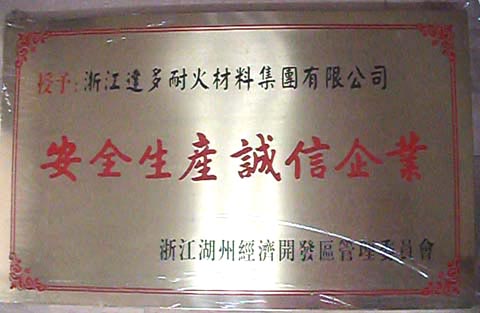 授予:浙江達多耐火材料集團有限公司
安全生產誠信企業
浙江湖州經濟開發區管理委員會